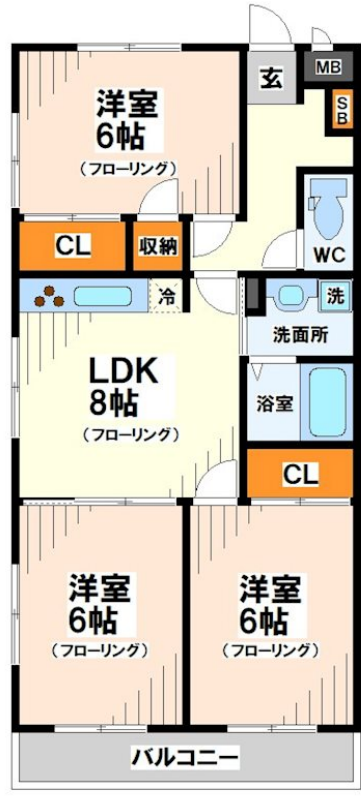 玄
MB
SB
洋室
6帖
(フローリング)
CL
収納
WC
冷
洗
洗面所
LDK
8帖
(フローリング)
浴室
CL
洋室
6帖
(フローリング)
洋室
6帖
(フローリング)
バルコニー